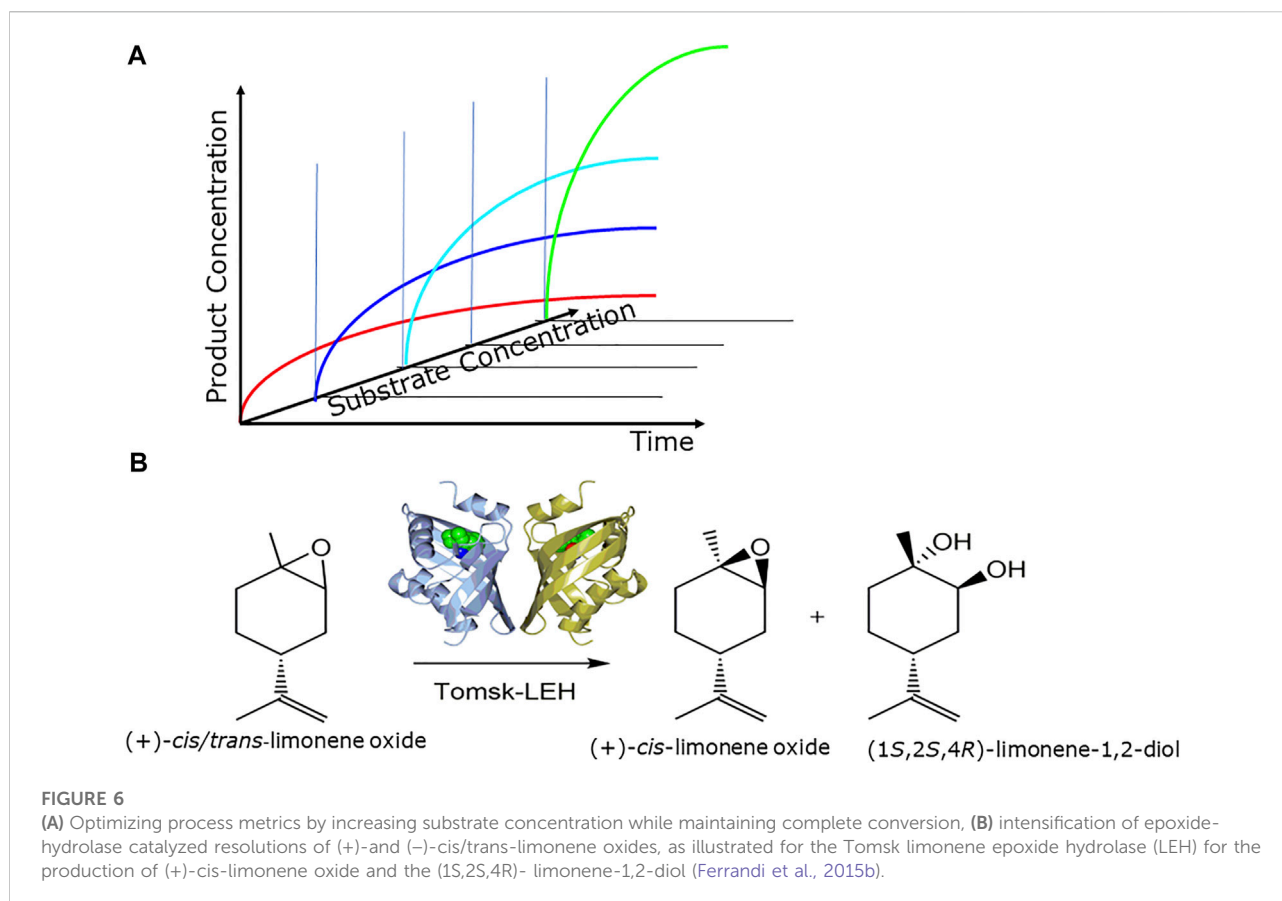 A
Product Concentration
Substrate Concentration
Time
B
O
O
OH
OH
+
Tomsk-LEH
(+)-cis/trans-limonene oxide
(+)-cis-limonene oxide
(1S,2S,4R)-limonene-1,2-diol
FIGURE 6
(A) Optimizing process metrics by increasing substrate concentration while maintaining complete conversion, (B) intensification of epoxide-
hydrolase catalyzed resolutions of (+)-and (−)-cis/trans-limonene oxides, as illustrated for the Tomsk limonene epoxide hydrolase (LEH) for the
production of (+)-cis-limonene oxide and the (1S,2S,4R)- limonene-1,2-diol (Ferrandi et al., 2015b).